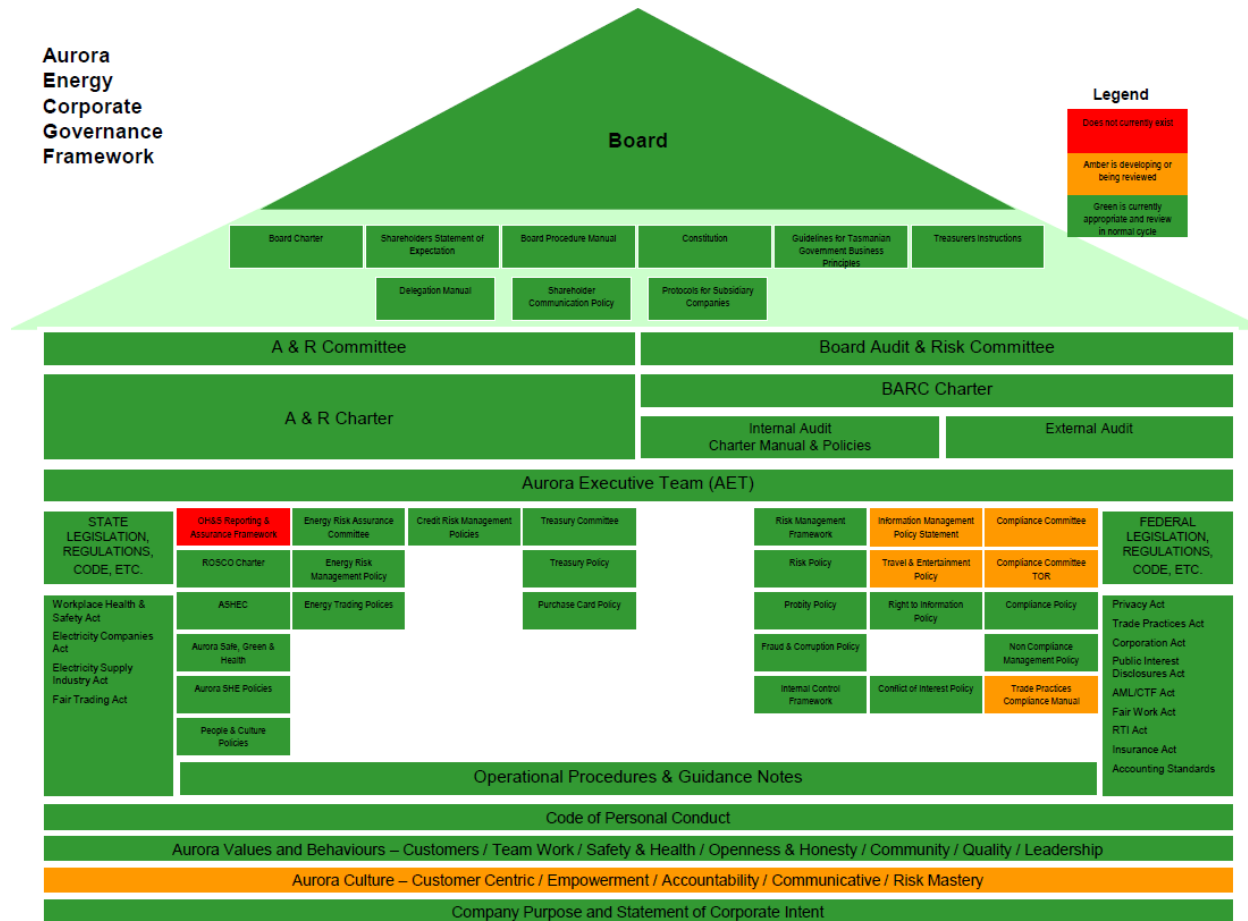 Aurora
Energy
Corporate
Governance
Framework
Board
Legend
Does not currently exist
Amber is developing or
being reviewed
Green is currently
appropriate and review
in normal cycle
Board Charter
Shareholders Statement of
Expectation
Board Procedure Manual
Constitution
Guidelines for Tasmanian
Government Business
Principles
Treasurers Instructions
Delegation Manual
Shareholder
Communication Policy
Protocols for Subsidiary
Companies
A & R Committee
Board Audit & Risk Committee
A & R Charter
BARC Charter
Internal Audit
Charter Manual & Policies
External Audit
Aurora Executive Team (AET)
STATE
LEGISLATION,
REGULATIONS,
CODE, ETC.
Workplace Health &
Safety Act
Electricity Companies
Act
Electricity Supply
Industry Act
Fair Trading Act
OH&S Reporting &
Assurance Framework
ROSCO Charter
ASHEC
Aurora Safe, Green &
Health
Aurora SHE Policies
People & Culture
Policies
Energy Risk Assurance
Committee
Energy Risk
Management Policy
Energy Trading Polices
Credit Risk Management
Policies
Treasury Committee
Treasury Policy
Purchase Card Policy
Risk Management
Framework
Risk Policy
Probity Policy
Fraud & Corruption Policy
Internal Control
Framework
Information Management
Policy Statement
Travel & Entertainment
Policy
Right to Information
Policy
Conflict of Interest Policy
Compliance Committee
Compliance Committee
TOR
Compliance Policy
Non Compliance
Management Policy
Trade Practices
Compliance Manual
FEDERAL
LEGISLATION,
REGULATIONS,
CODE, ETC.
Privacy Act
Trade Practices Act
Corporation Act
Public Interest
Disclosures Act
AML/CTF Act
Fair Work Act
RTI Act
Insurance Act
Accounting Standards
Operational Procedures & Guidance Notes
Code of Personal Conduct
Aurora Values and Behaviours – Customers / Team Work / Safety & Health / Openness & Honesty / Community / Quality / Leadership
Aurora Culture – Customer Centric / Empowerment / Accountability / Communicative / Risk Mastery
Company Purpose and Statement of Corporate Intent